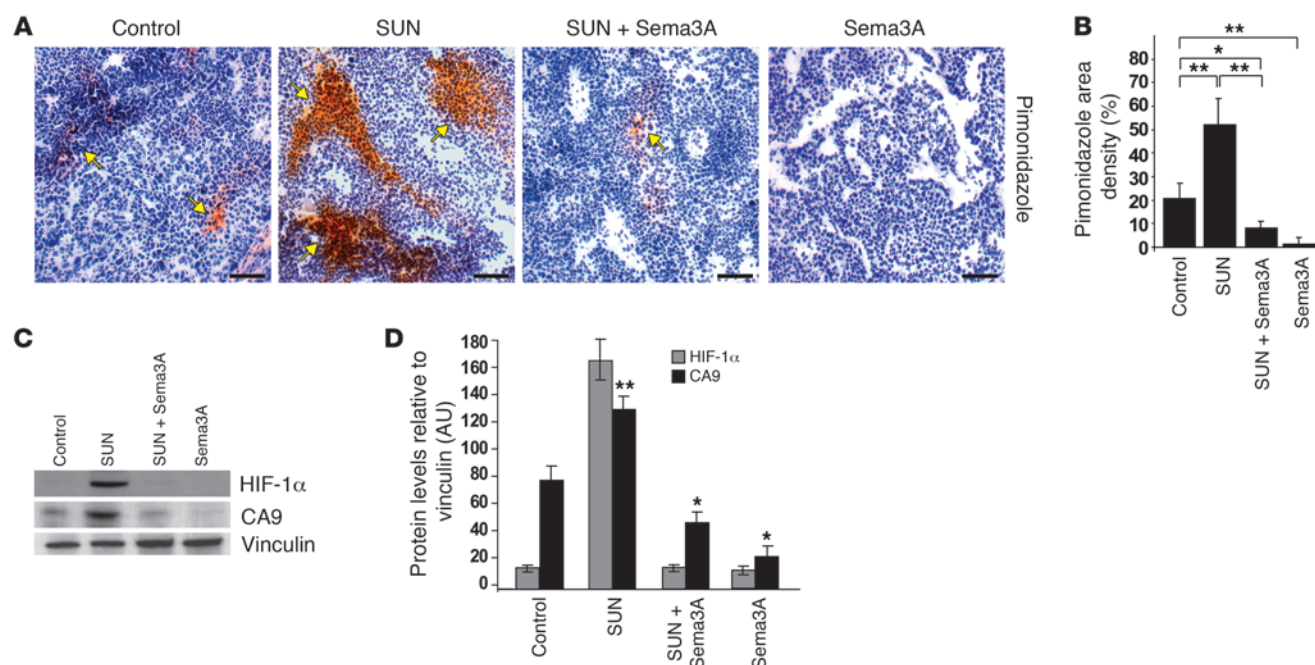 A
Control
SUN
SUN + Sema3A
Sema3A
Pimonidazole
B
Pimonidazole area
density (%)
80
70
60
50
40
30
20
10
0
**
*
** **
Control
SUN
SUN + Sema3A
Sema3A
C
Control
SUN
SUN + Sema3A
Sema3A
HIF-1α
CA9
Vinculin
D
Protein levels relative to
vinculin (AU)
180
160
140
120
100
80
60
40
20
0
HIF-1α
CA9
**
*
*
Control
SUN
SUN +
Sema3A
Sema3A